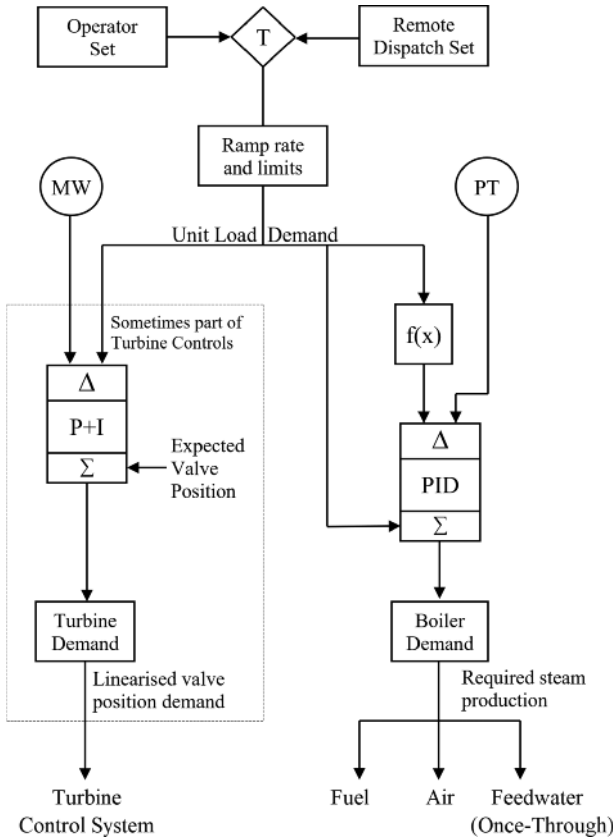 Operator
Set
T
Remote
Dispatch Set
Ramp rate
and limits
MW
PT
Unit Load Demand
Sometimes part of
Turbine Controls
f(x)
Δ
P+I
Σ
Expected
Valve
Position
Δ
PID
Σ
Turbine
Demand
Boiler
Demand
Linearised valve
position demand
Required steam
production
Turbine
Control System
Fuel
Air
Feedwater
(Once-Through)